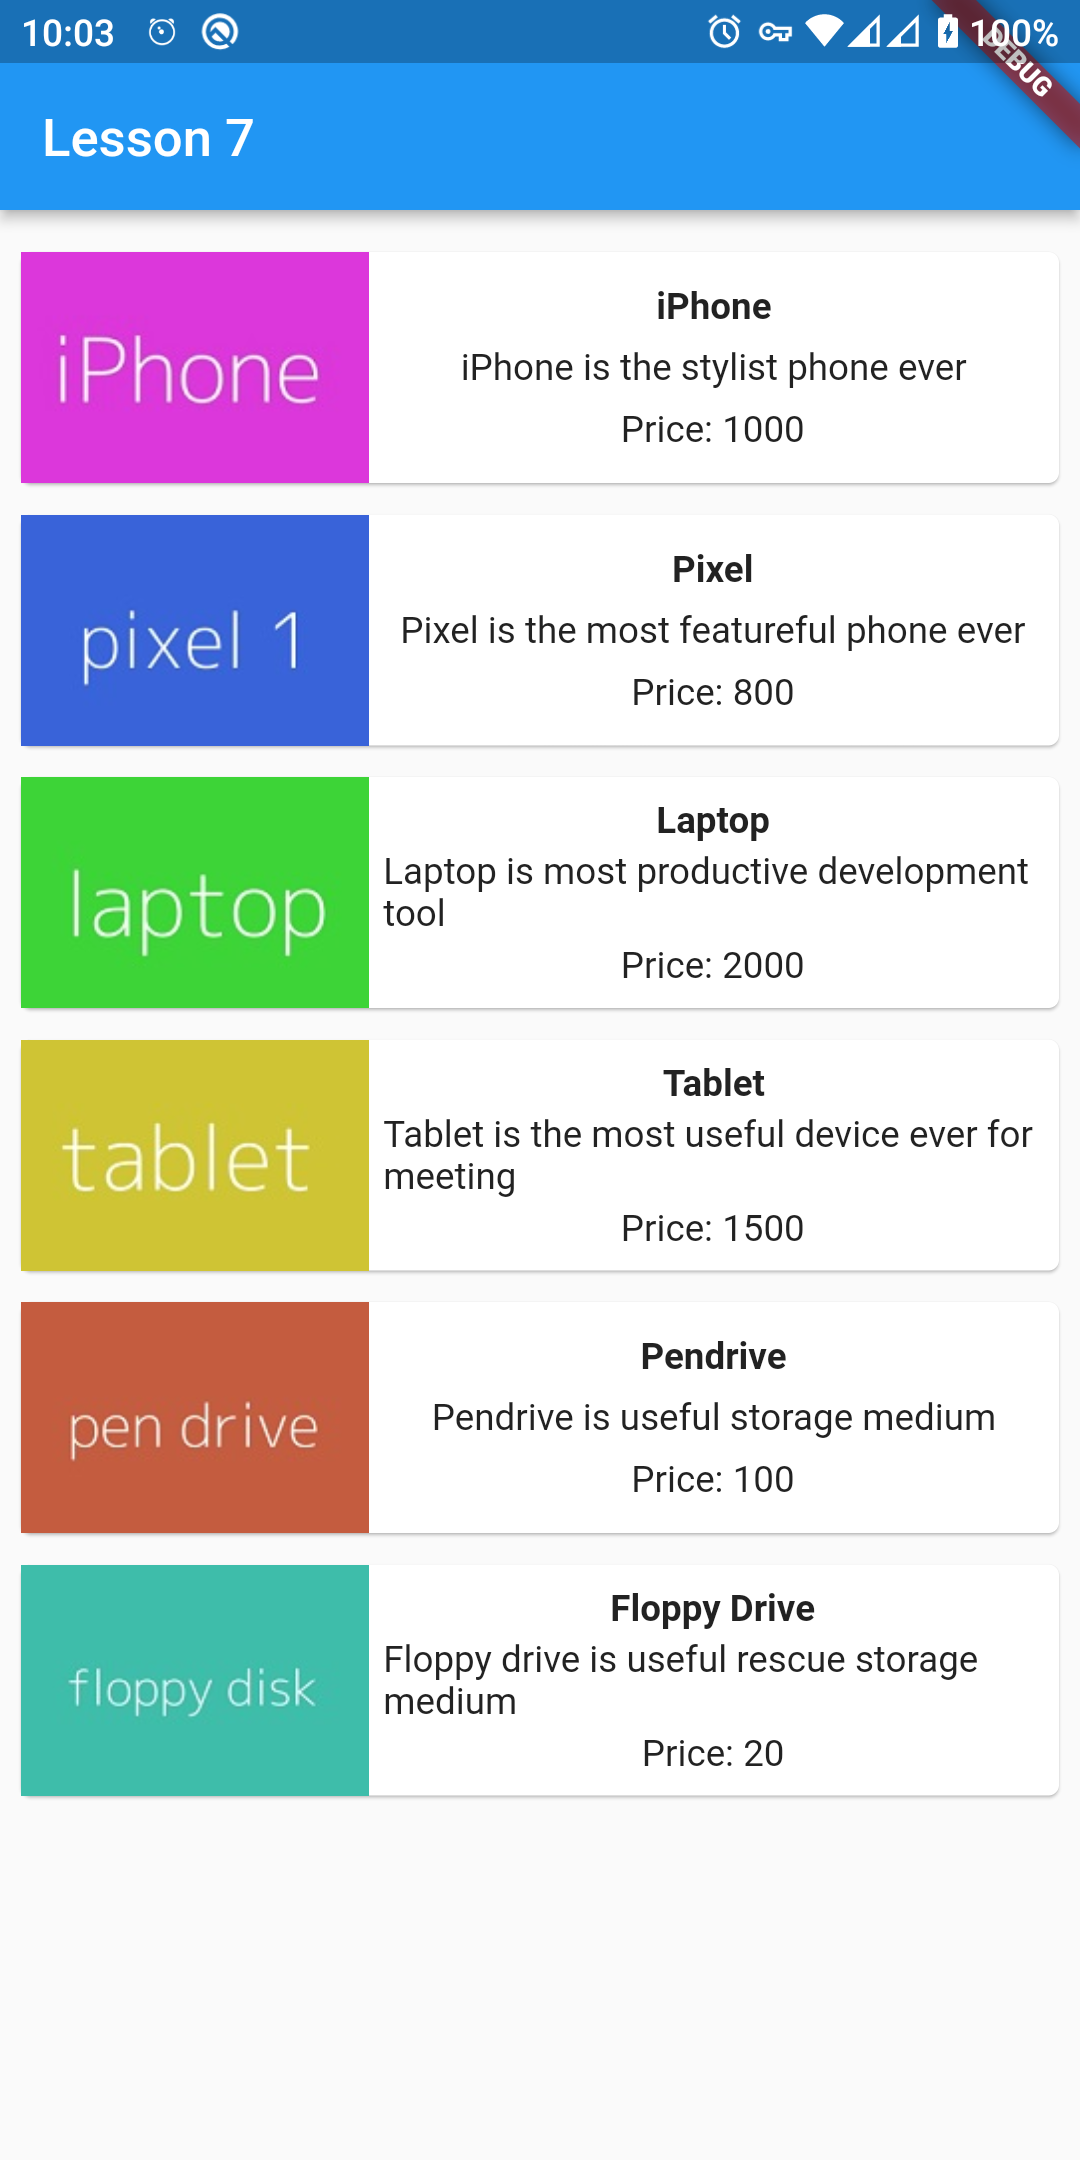 10:03
100%
DEBUG
Lesson 7
iPhone
iPhone
iPhone is the stylist phone ever
Price: 1000
pixel 1
Pixel
Pixel is the most featureful phone ever
Price: 800
laptop
Laptop
Laptop is most productive development
tool
Price: 2000
tablet
Tablet
Tablet is the most useful device ever for
meeting
Price: 1500
pen drive
Pendrive
Pendrive is useful storage medium
Price: 100
floppy disk
Floppy Drive
Floppy drive is useful rescue storage
medium
Price: 20